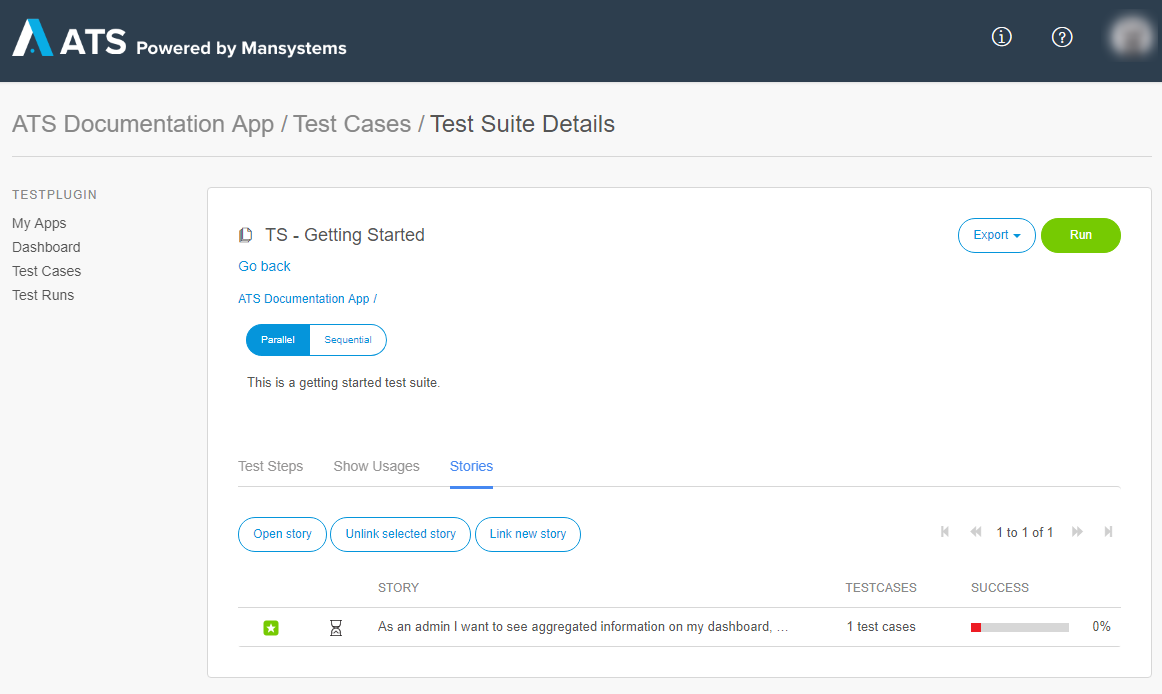 ATS Powered by Mansystems
ATS Documentation App / Test Cases / Test Suite Details
TESTPLUGIN
My Apps
Dashboard
Test Cases
Test Runs
TS - Getting Started
Export
Run
Go back
ATS Documentation App /
Parallel
Sequential
This is a getting started test suite.
Test Steps
Show Usages
Stories
Open story
Unlink selected story
Link new story
1 to 1 of 1
STORY
TESTCASES
SUCCESS
As an admin I want to see aggregated information on my dashboard, …
1 test cases
0%